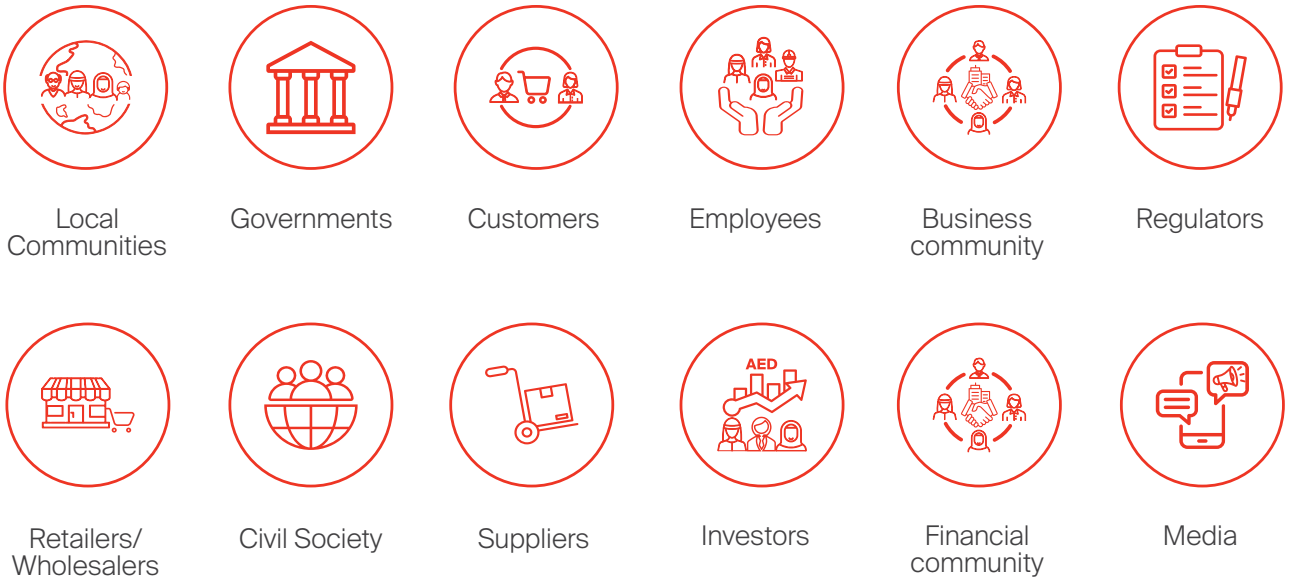 Local
Communities
Governments
Customers
Employees
Business
community
Regulators
AED
Retailers/
Wholesalers
Civil Society
Suppliers
Investors
Financial
community
Media